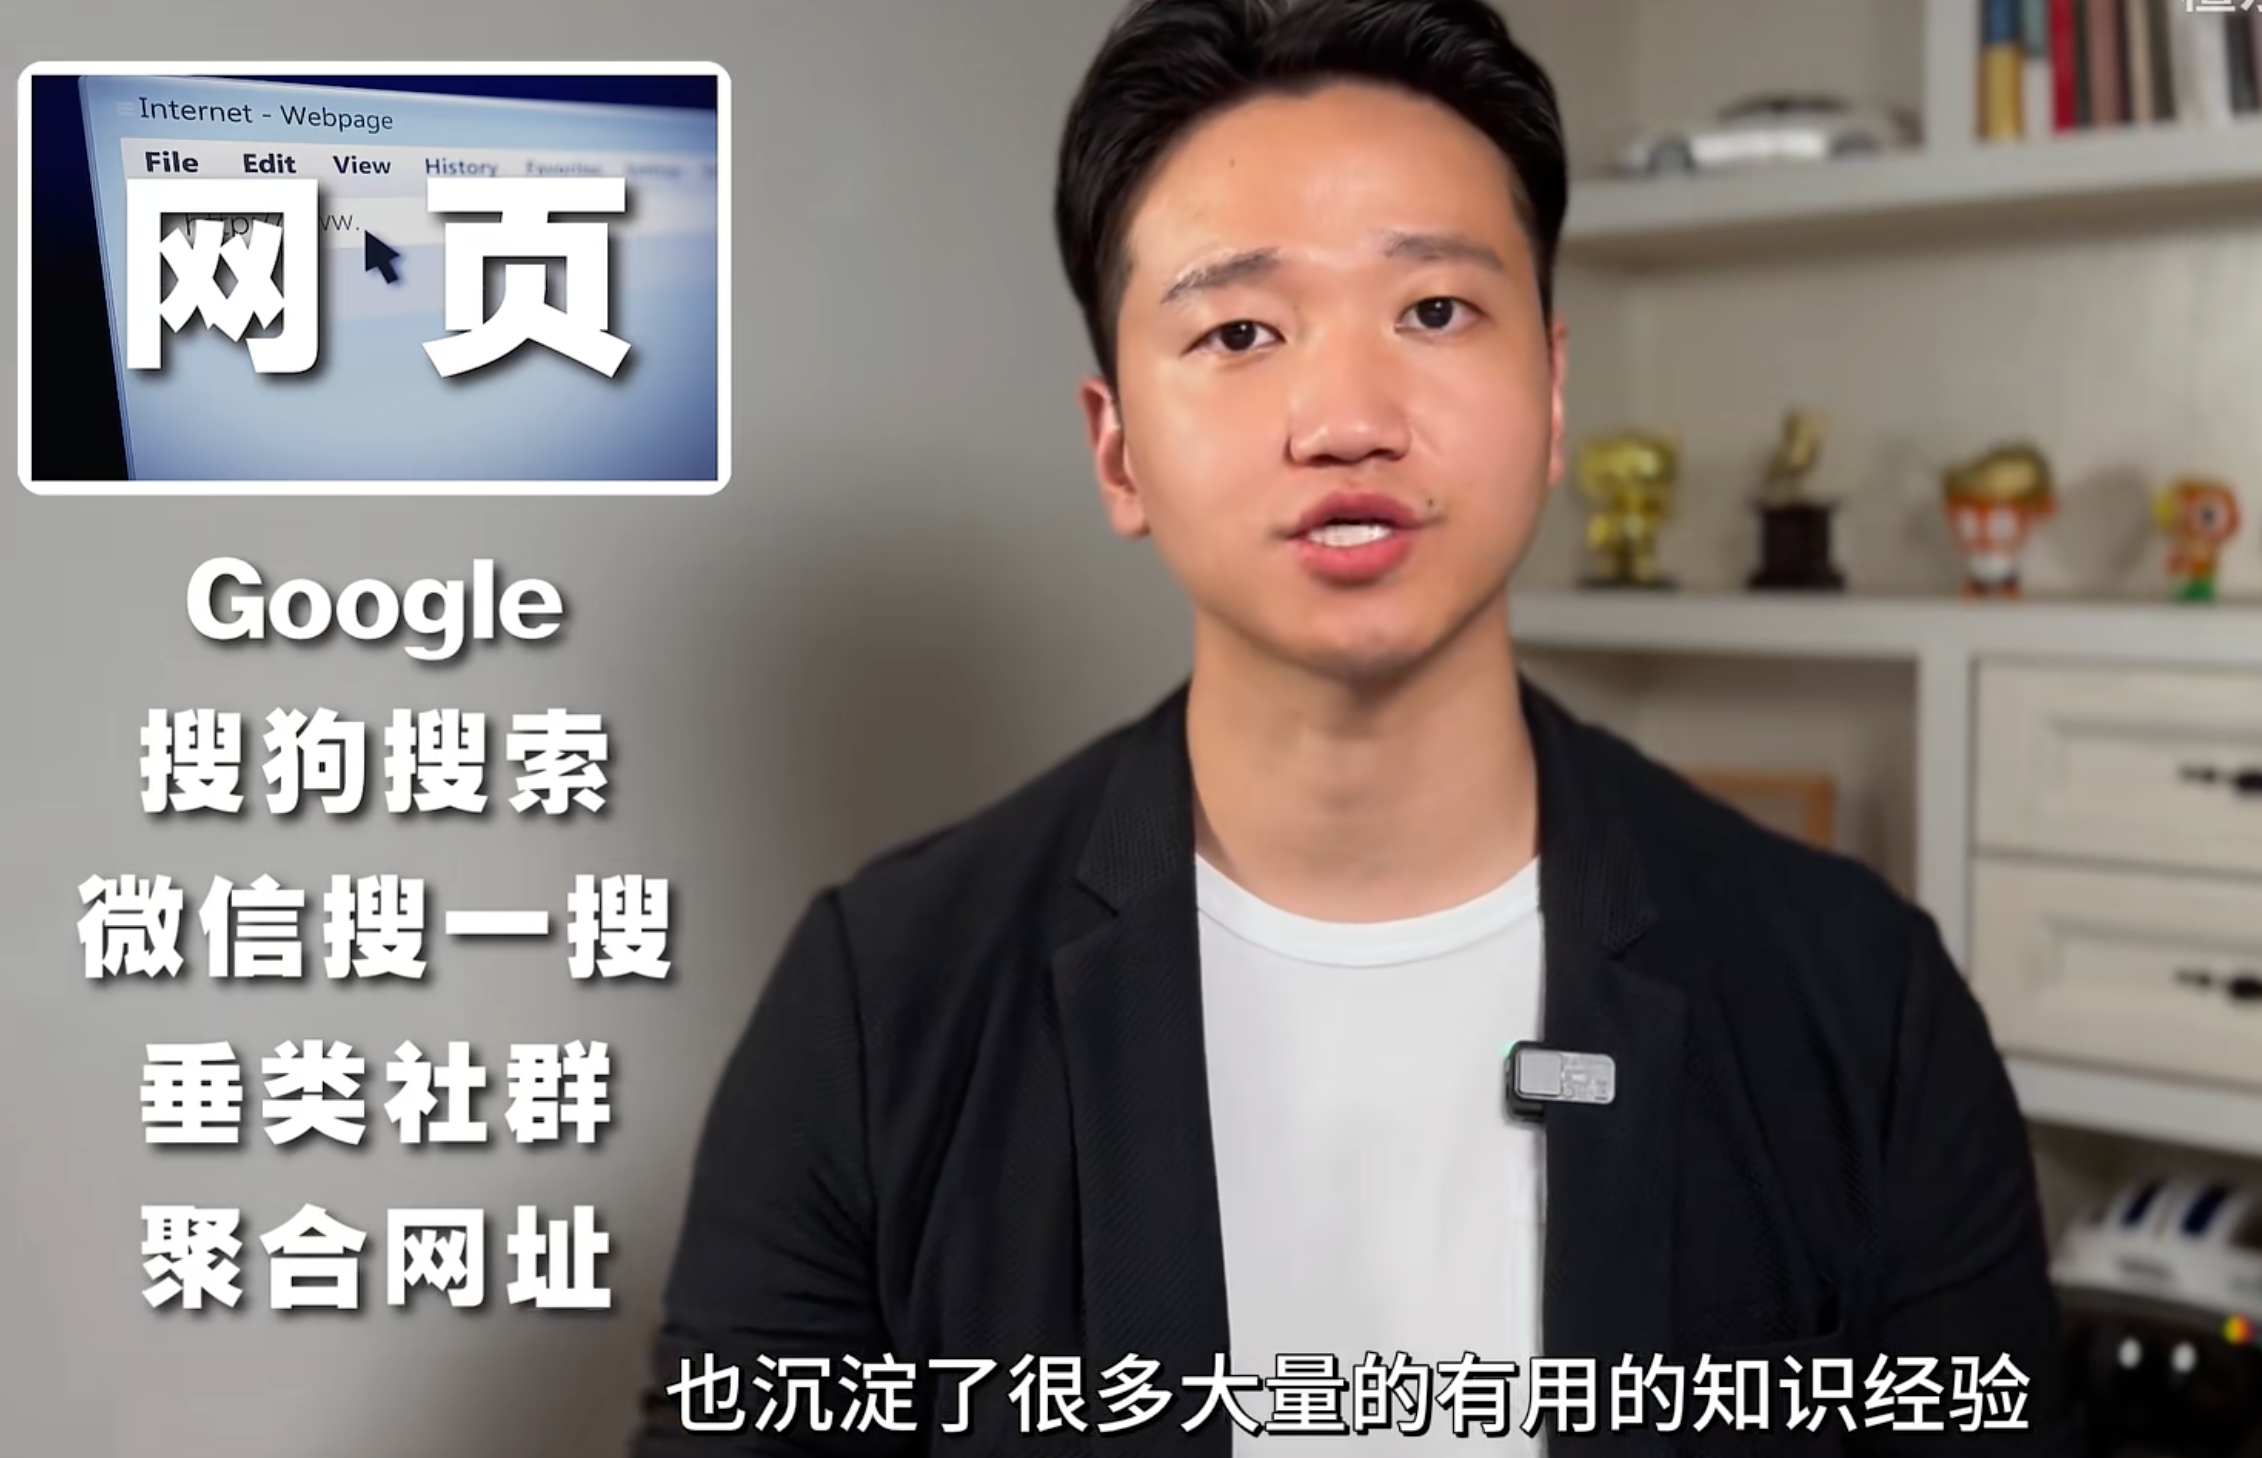 Internet - Webpage
File Edit View History Favorites
网页
Google
搜狗搜索
微信搜一搜
垂类社群
聚合网址
也沉淀了很多大量的有用的知识经验